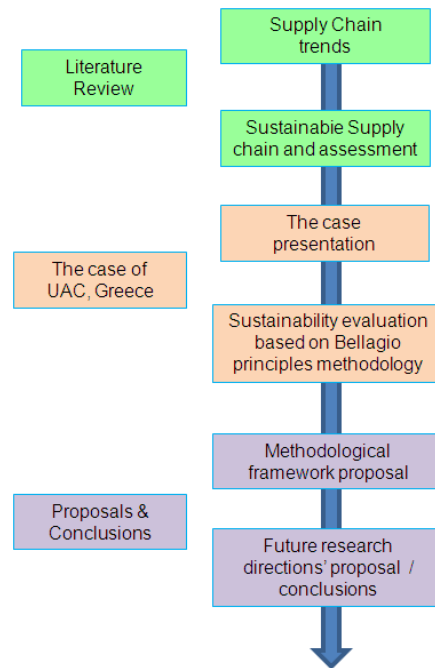 Supply Chain
trends
Literature
Review
Sustainabie Supply
chain and assessment
The case
presentation
The case of
UAC, Greece
Sustainability evaluation
based on Bellagio
principles methodology
Methodological
framework proposal
Proposals &
Conclusions
Future research
directions’ proposal /
conclusions